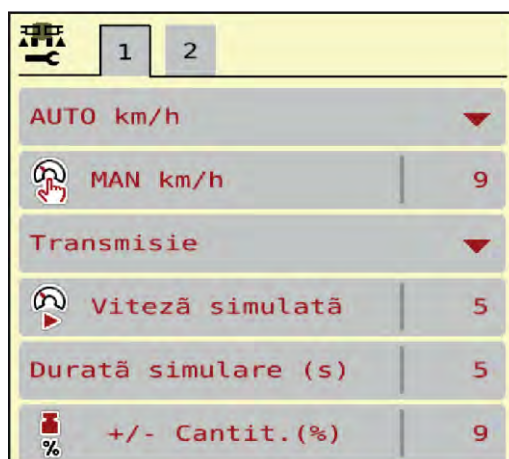 1 2
AUTO km/h
MAN km/h 9
Transmisie
Vitezã simulatã 5
Duratã simulare (s) 5
% +/- Cantit.(%) 9